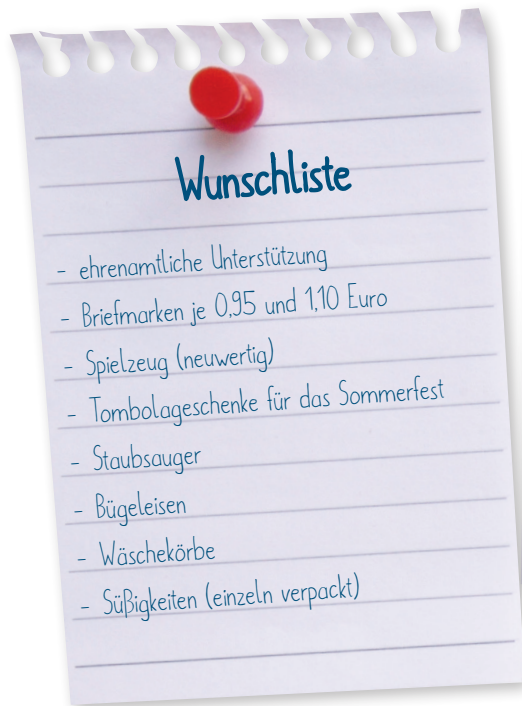 Wunschliste
- ehrenamtliche Unterstützung
- Briefmarken je 0,95 und 1,10 Euro
- Spielzeug (neuwertig)
- Tombolageschenke für das Sommerfest
- Staubsauger
- Bügeleisen
- Wäschekörbe
- Süßigkeiten (einzeln verpackt)